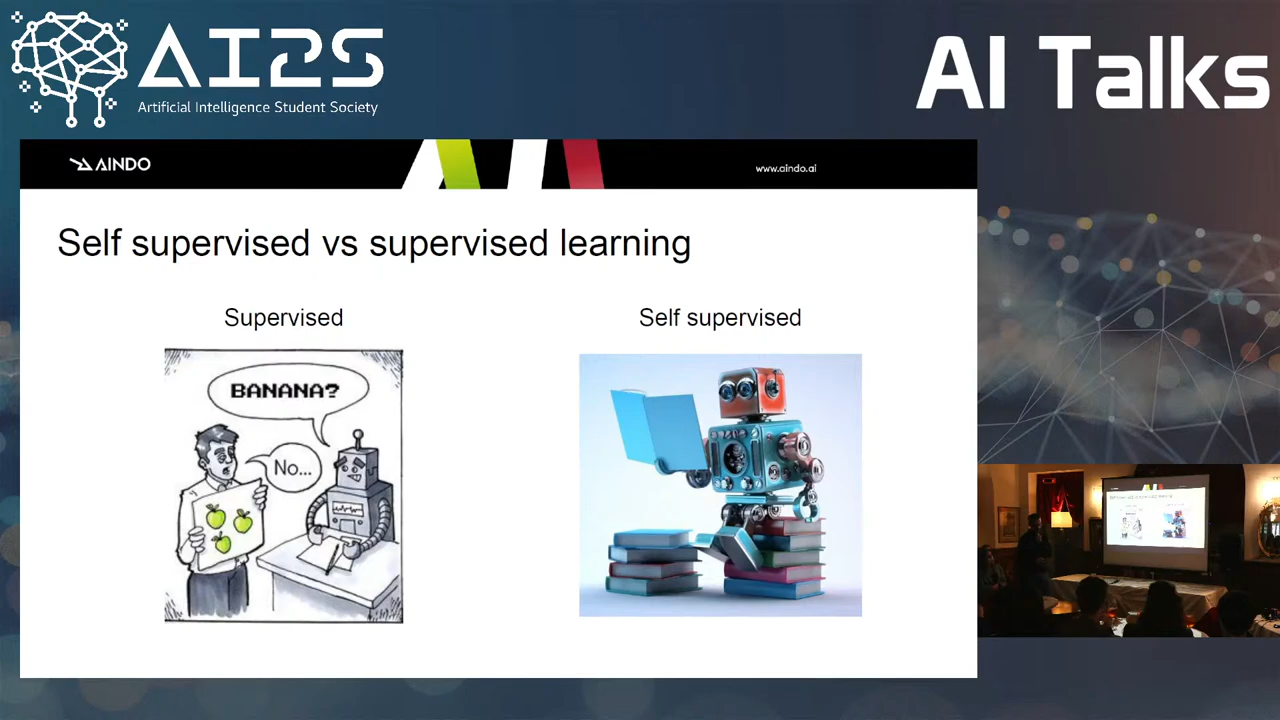 AI2S
Artificial Intelligence Student Society
AI Talks
AINDO
www.aindo.ai
Self supervised vs supervised learning
Supervised
Self supervised
BANANA?
No...